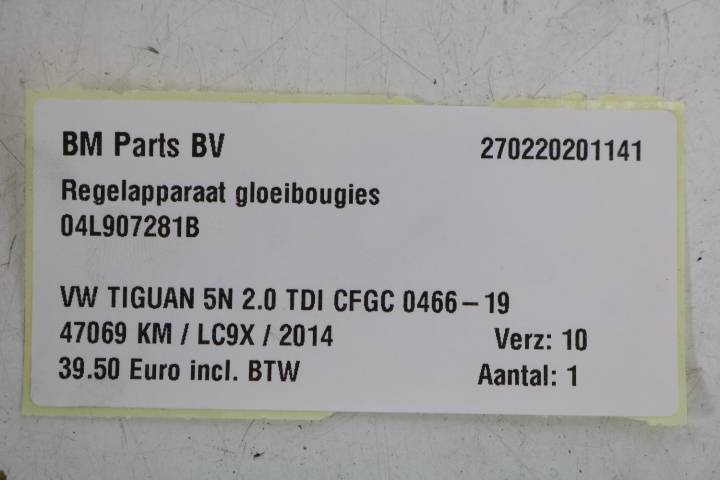 BM Parts BV 270220201141
Regelapparaat gloeibougies
04L907281B
VW TIGUAN 5N 2.0 TDI CFGC 0466-19
47069 KM / LC9X / 2014 Verz: 10
39.50 Euro incl. BTW Aantal: 1